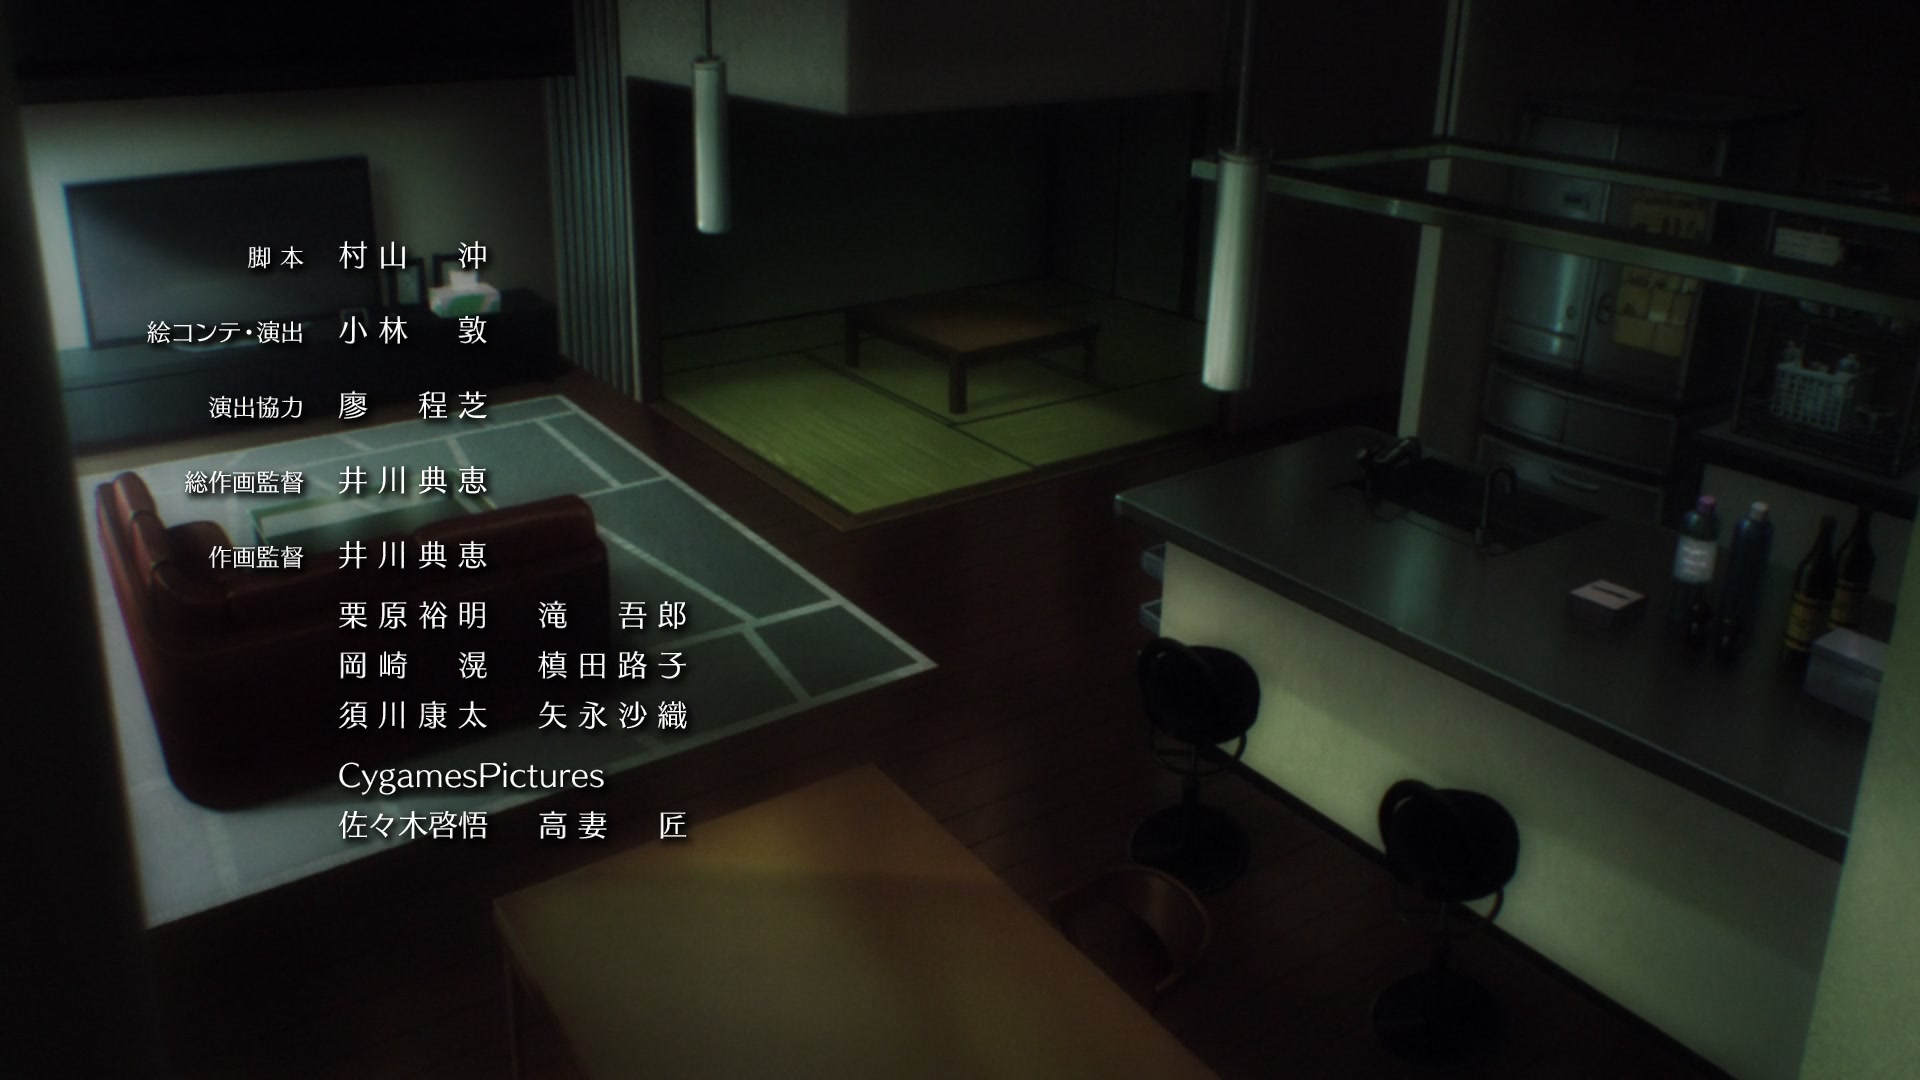 脚本 村山 沖
絵コンテ・演出 小林 敦
演出協力 廖 程芝
総作画監督 井川典恵
作画監督 井川典恵
栗原裕明 滝 吾郎
岡崎 滉 槙田路子
須川康太 矢永沙織
CygamesPictures
佐々木啓悟 高妻 匠